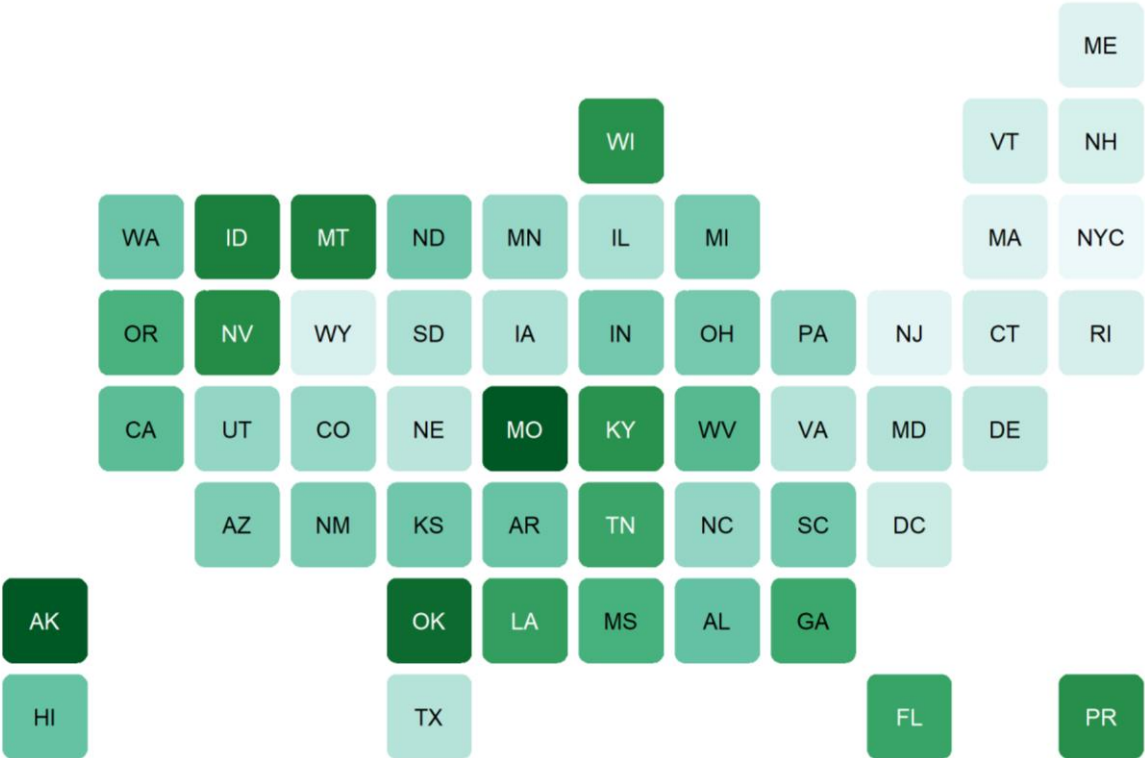 ME
WI VT NH
WA ID MT ND MN IL MI MA NYC
OR NV WY SD IA IN OH PA NJ CT RI
CA UT CO NE MO KY WV VA MD DE
AZ NM KS AR TN NC SC DC
AK OK LA MS AL GA
HI TX FL PR